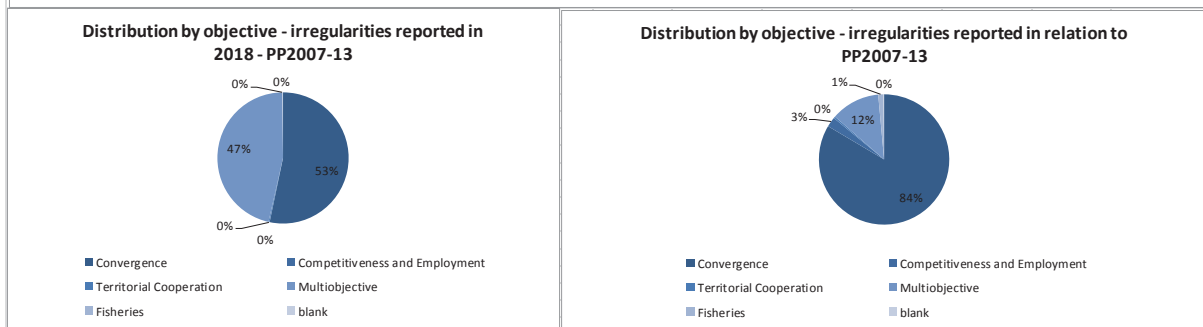 Distribution by objective - irregularities reported in
2018 - PP2007-13
0%
0%
47%
53%
0%
0%
Convergence
Competitiveness and Employment
Territorial Cooperation
Multiobjective
Fisheries
blank
Distribution by objective - irregularities reported in relation to
PP2007-13
1%
0%
0%
3%
12%
84%
Convergence
Competitiveness and Employment
Territorial Cooperation
Multiobjective
Fisheries
blank